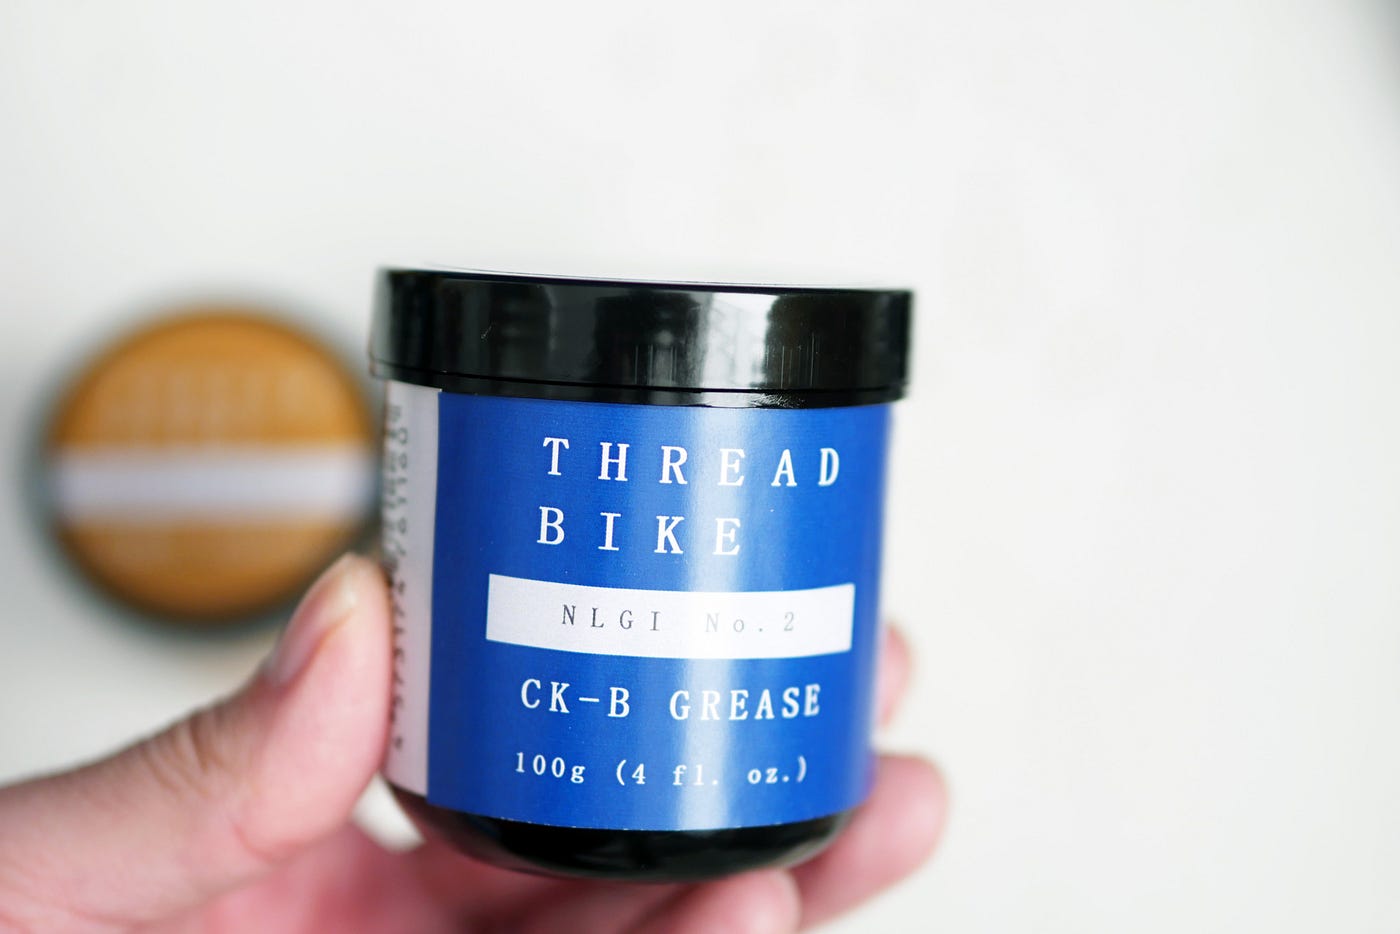 THREAD
BIKE
NLGI No.2
CK-B GREASE
100g (4 fl. oz.)